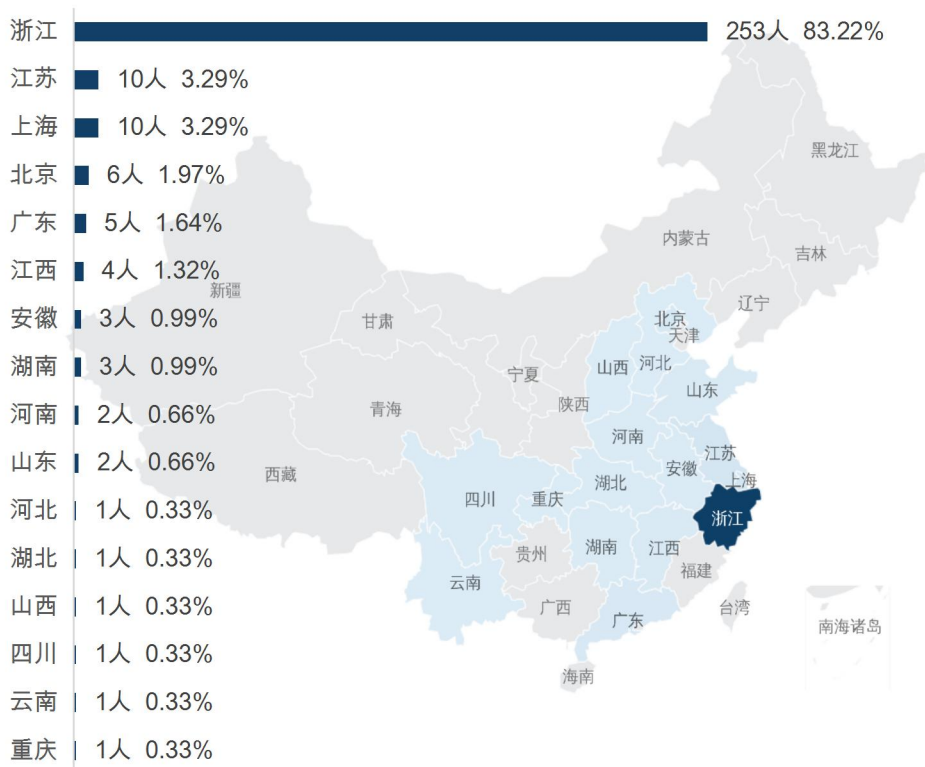 浙江 253人 83.22%
江苏 10人 3.29%
上海 10人 3.29%
北京 6人 1.97%
广东 5人 1.64%
江西 4人 1.32%
安徽 3人 0.99%
湖南 3人 0.99%
河南 2人 0.66%
山东 2人 0.66%
河北 1人 0.33%
湖北 1人 0.33%
山西 1人 0.33%
四川 1人 0.33%
云南 1人 0.33%
重庆 1人 0.33%
黑龙江
内蒙古
吉林
新疆
辽宁
甘肃
北京
天津
山西
河北
宁夏
山东
陕西
青海
河南
江苏
安徽
西藏
上海
湖北
四川
重庆
浙江
湖南
江西
贵州
福建
云南
广西
台湾
广东
南海诸岛
海南